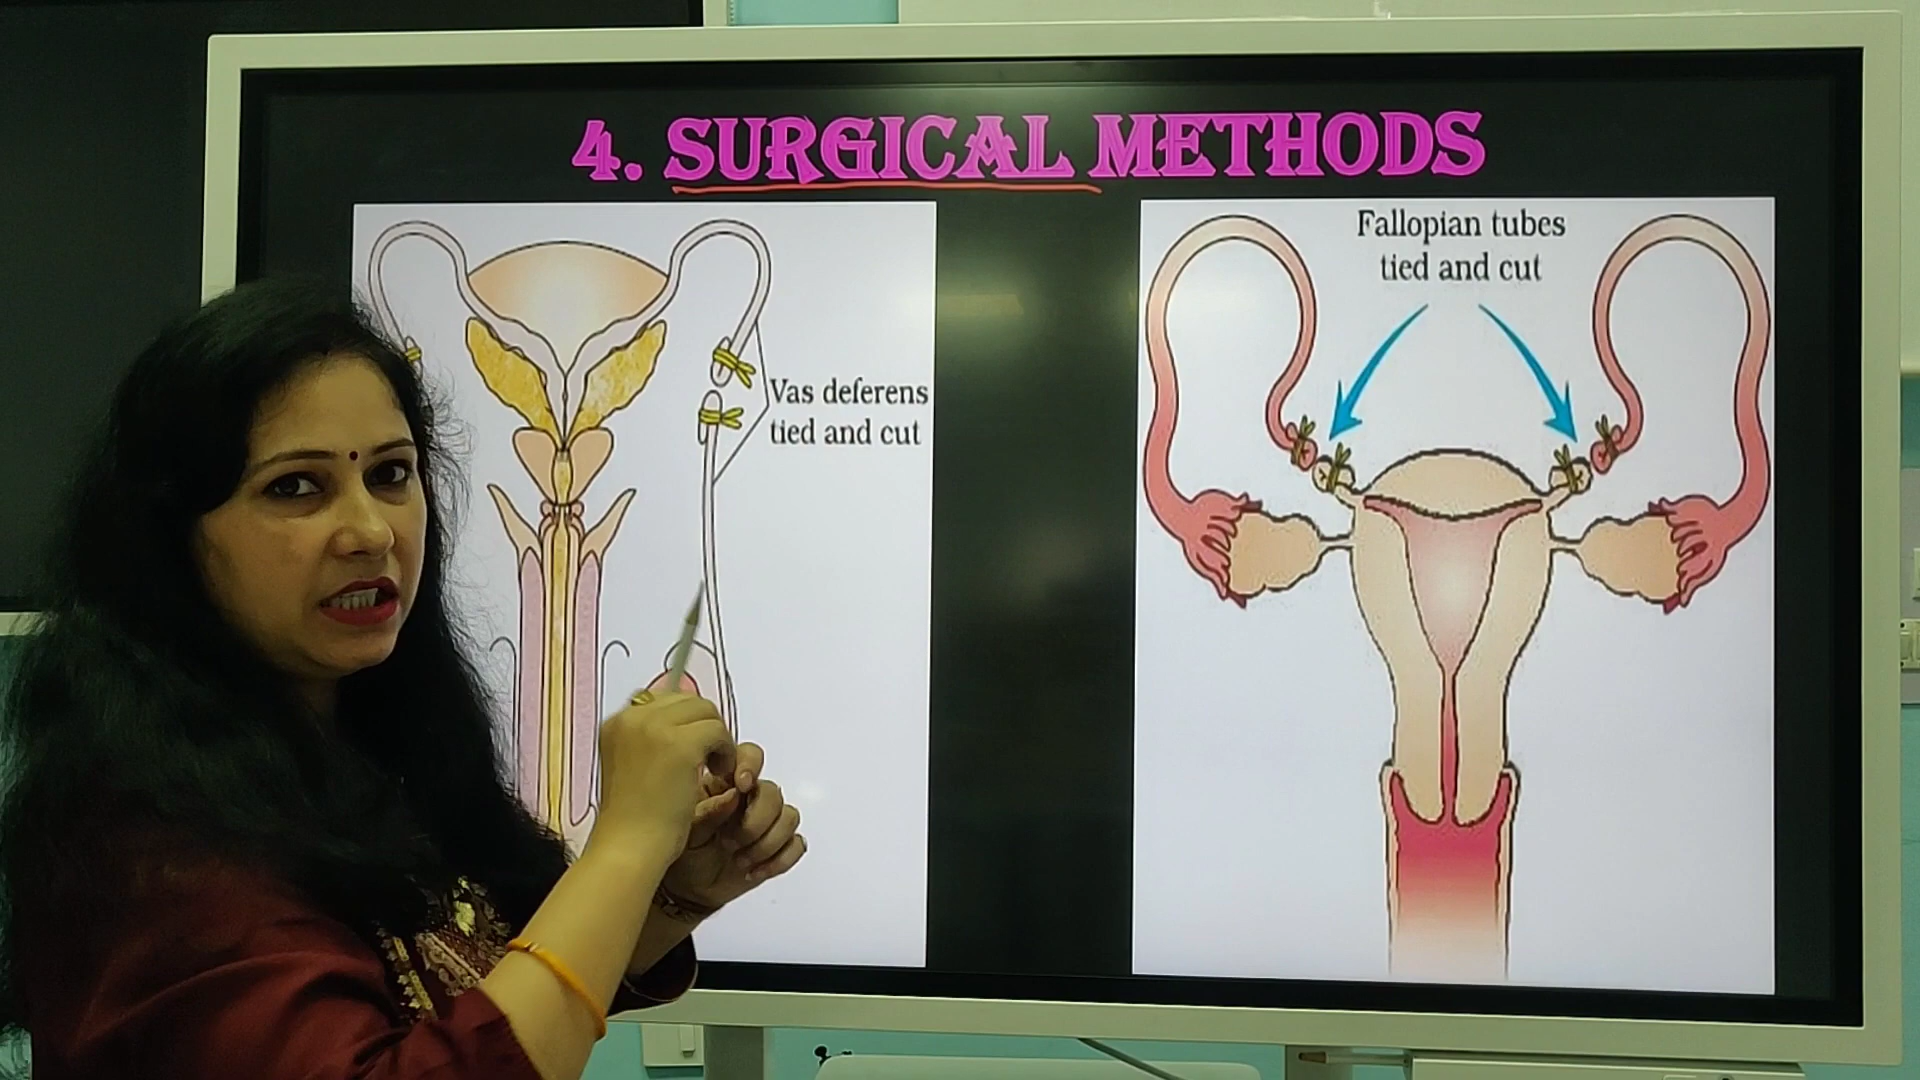 4. SURGICAL METHODS
Vas deferens
tied and cut
Fallopian tubes
tied and cut